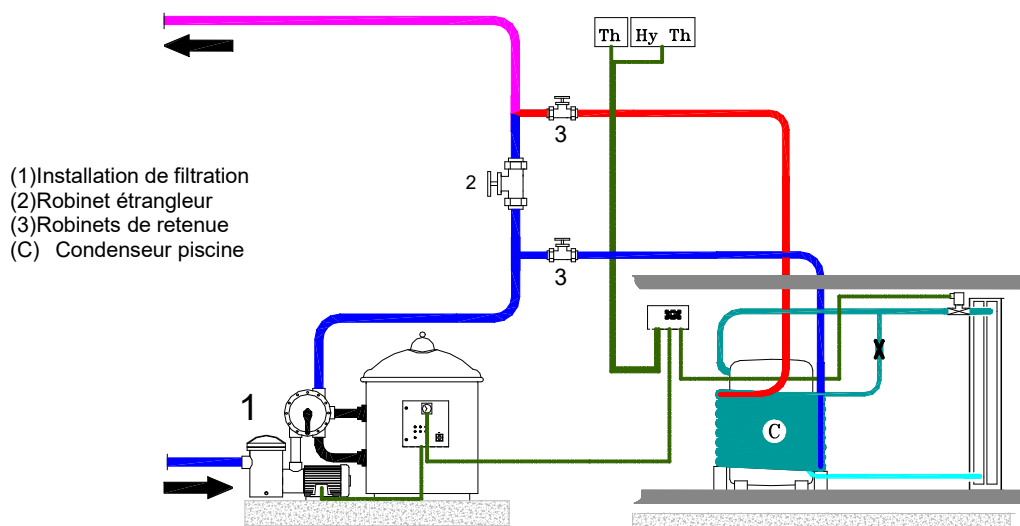 Th Hy Th
3
(1)Installation de filtration
(2)Robinet étrangleur
(3)Robinets de retenue
(C) Condenseur piscine
2
3
1
C